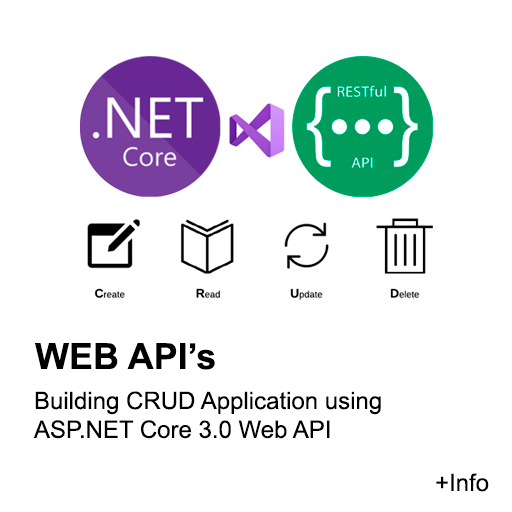 .NET
Core
RESTful
{...}
API
Create Read Update Delete
WEB API’s
Building CRUD Application using
ASP.NET Core 3.0 Web API
+Info